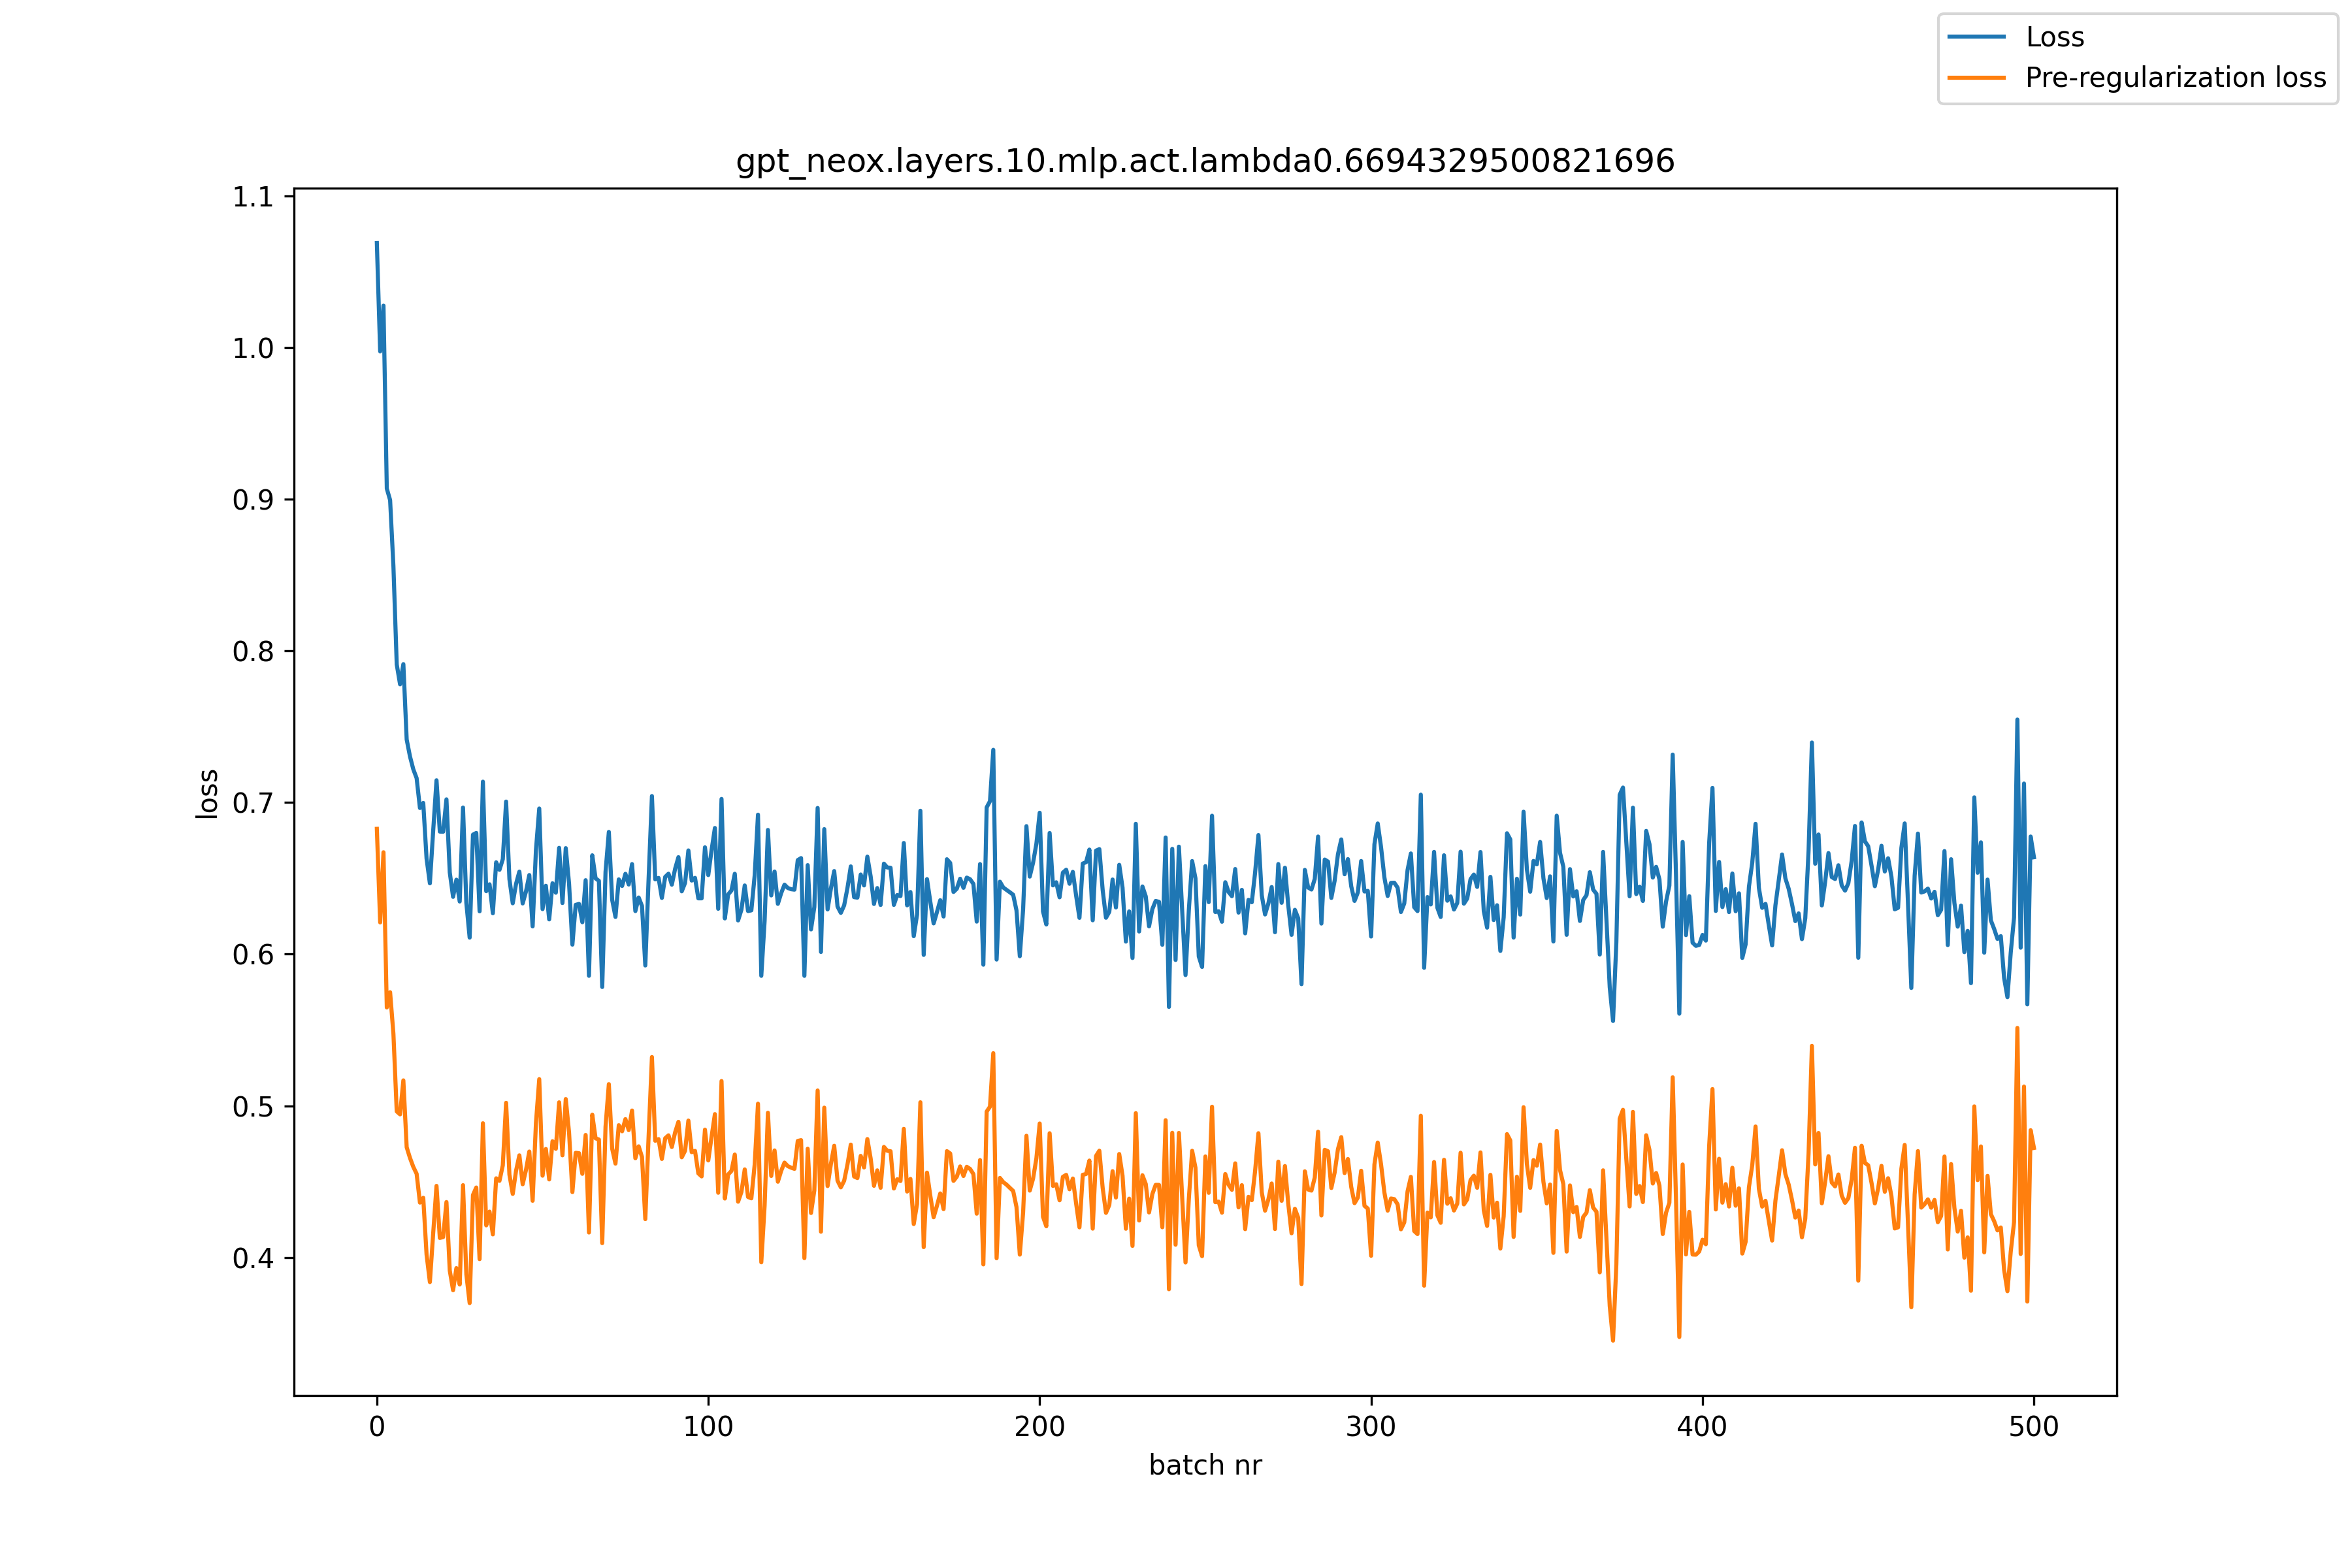 Loss
Pre-regularization loss
gpt_neox.layers.10.mlp.act.lambda0.6694329500821696
1.1
1.0
0.9
0.8
0.7
0.6
0.5
0.4
loss
0 100 200 300 400 500
batch nr